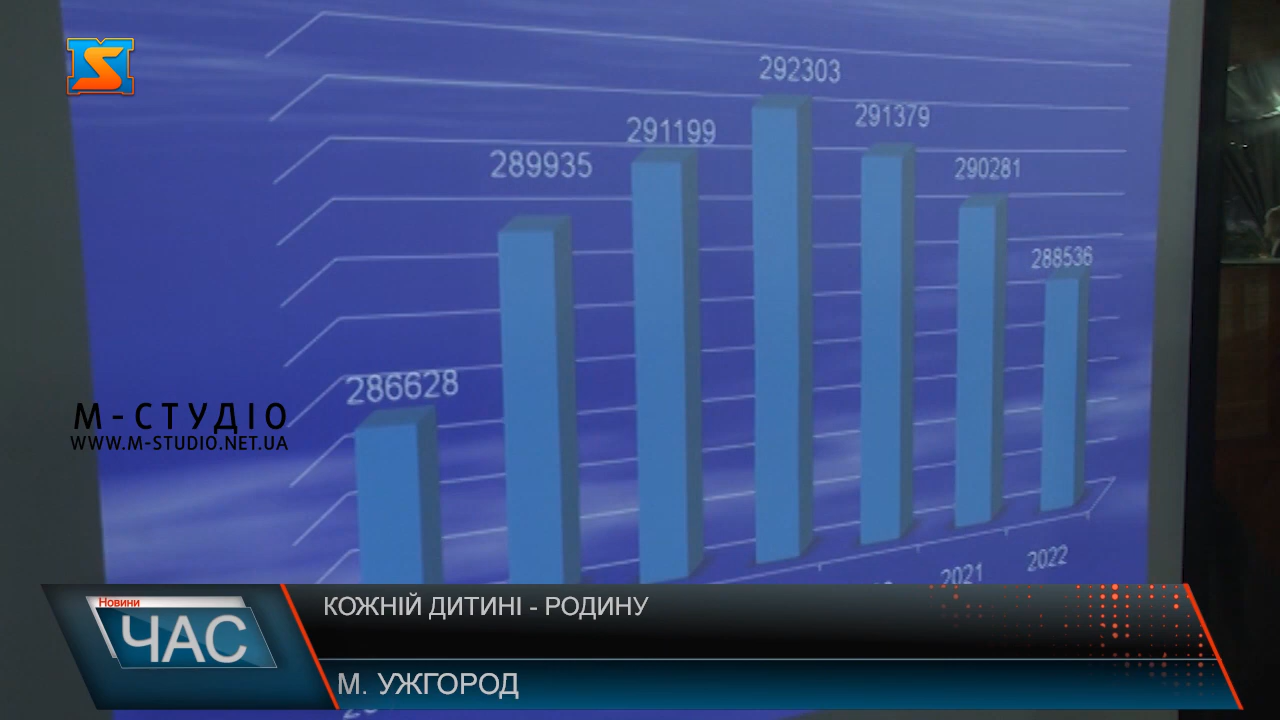 292303
291379
291199
289935
290281
288536
286628
М-СТУДІО
WWW.M-STUDIO.NET.UA
2021
2022
Новини
ЧАС
КОЖНІЙ ДИТИНІ - РОДИНУ
М. УЖГОРОД